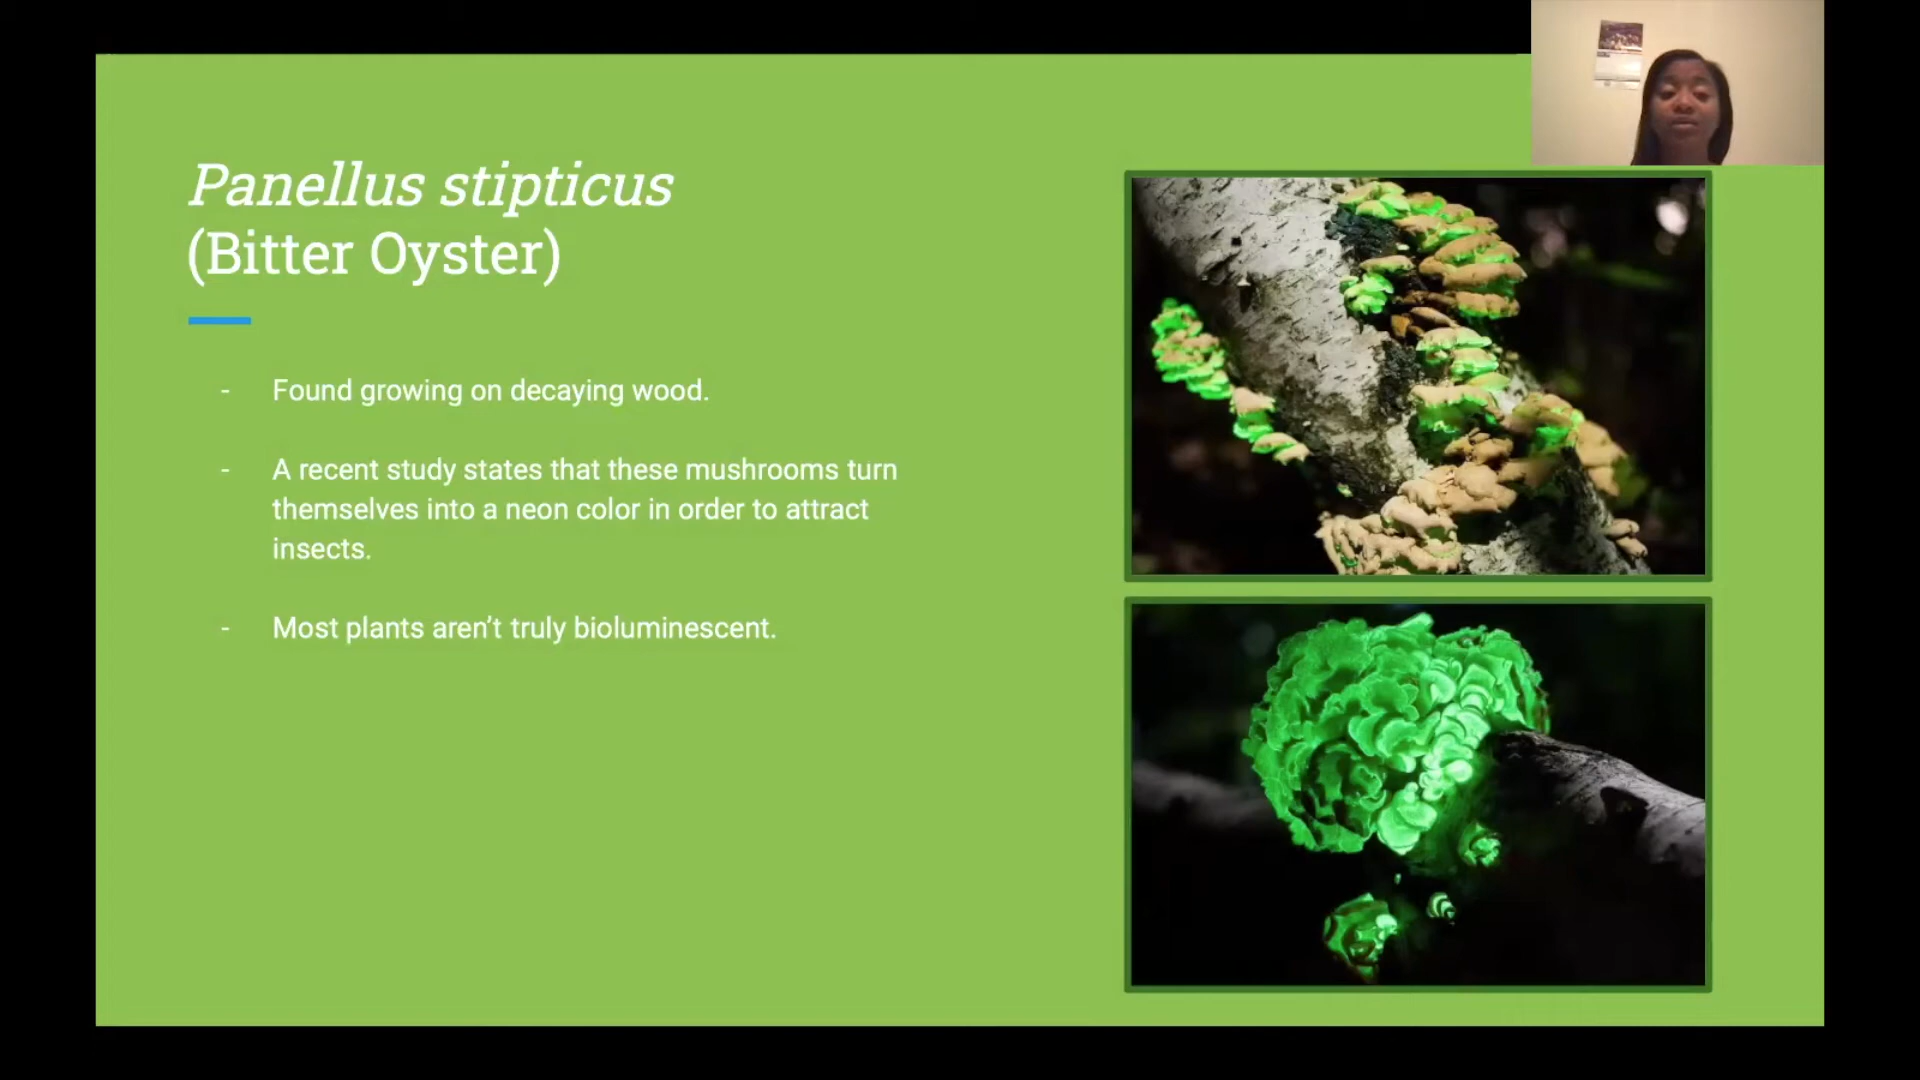 Panellus stipticus
(Bitter Oyster)
- Found growing on decaying wood.
- A recent study states that these mushrooms turn
themselves into a neon color in order to attract
insects.
- Most plants aren't truly bioluminescent.